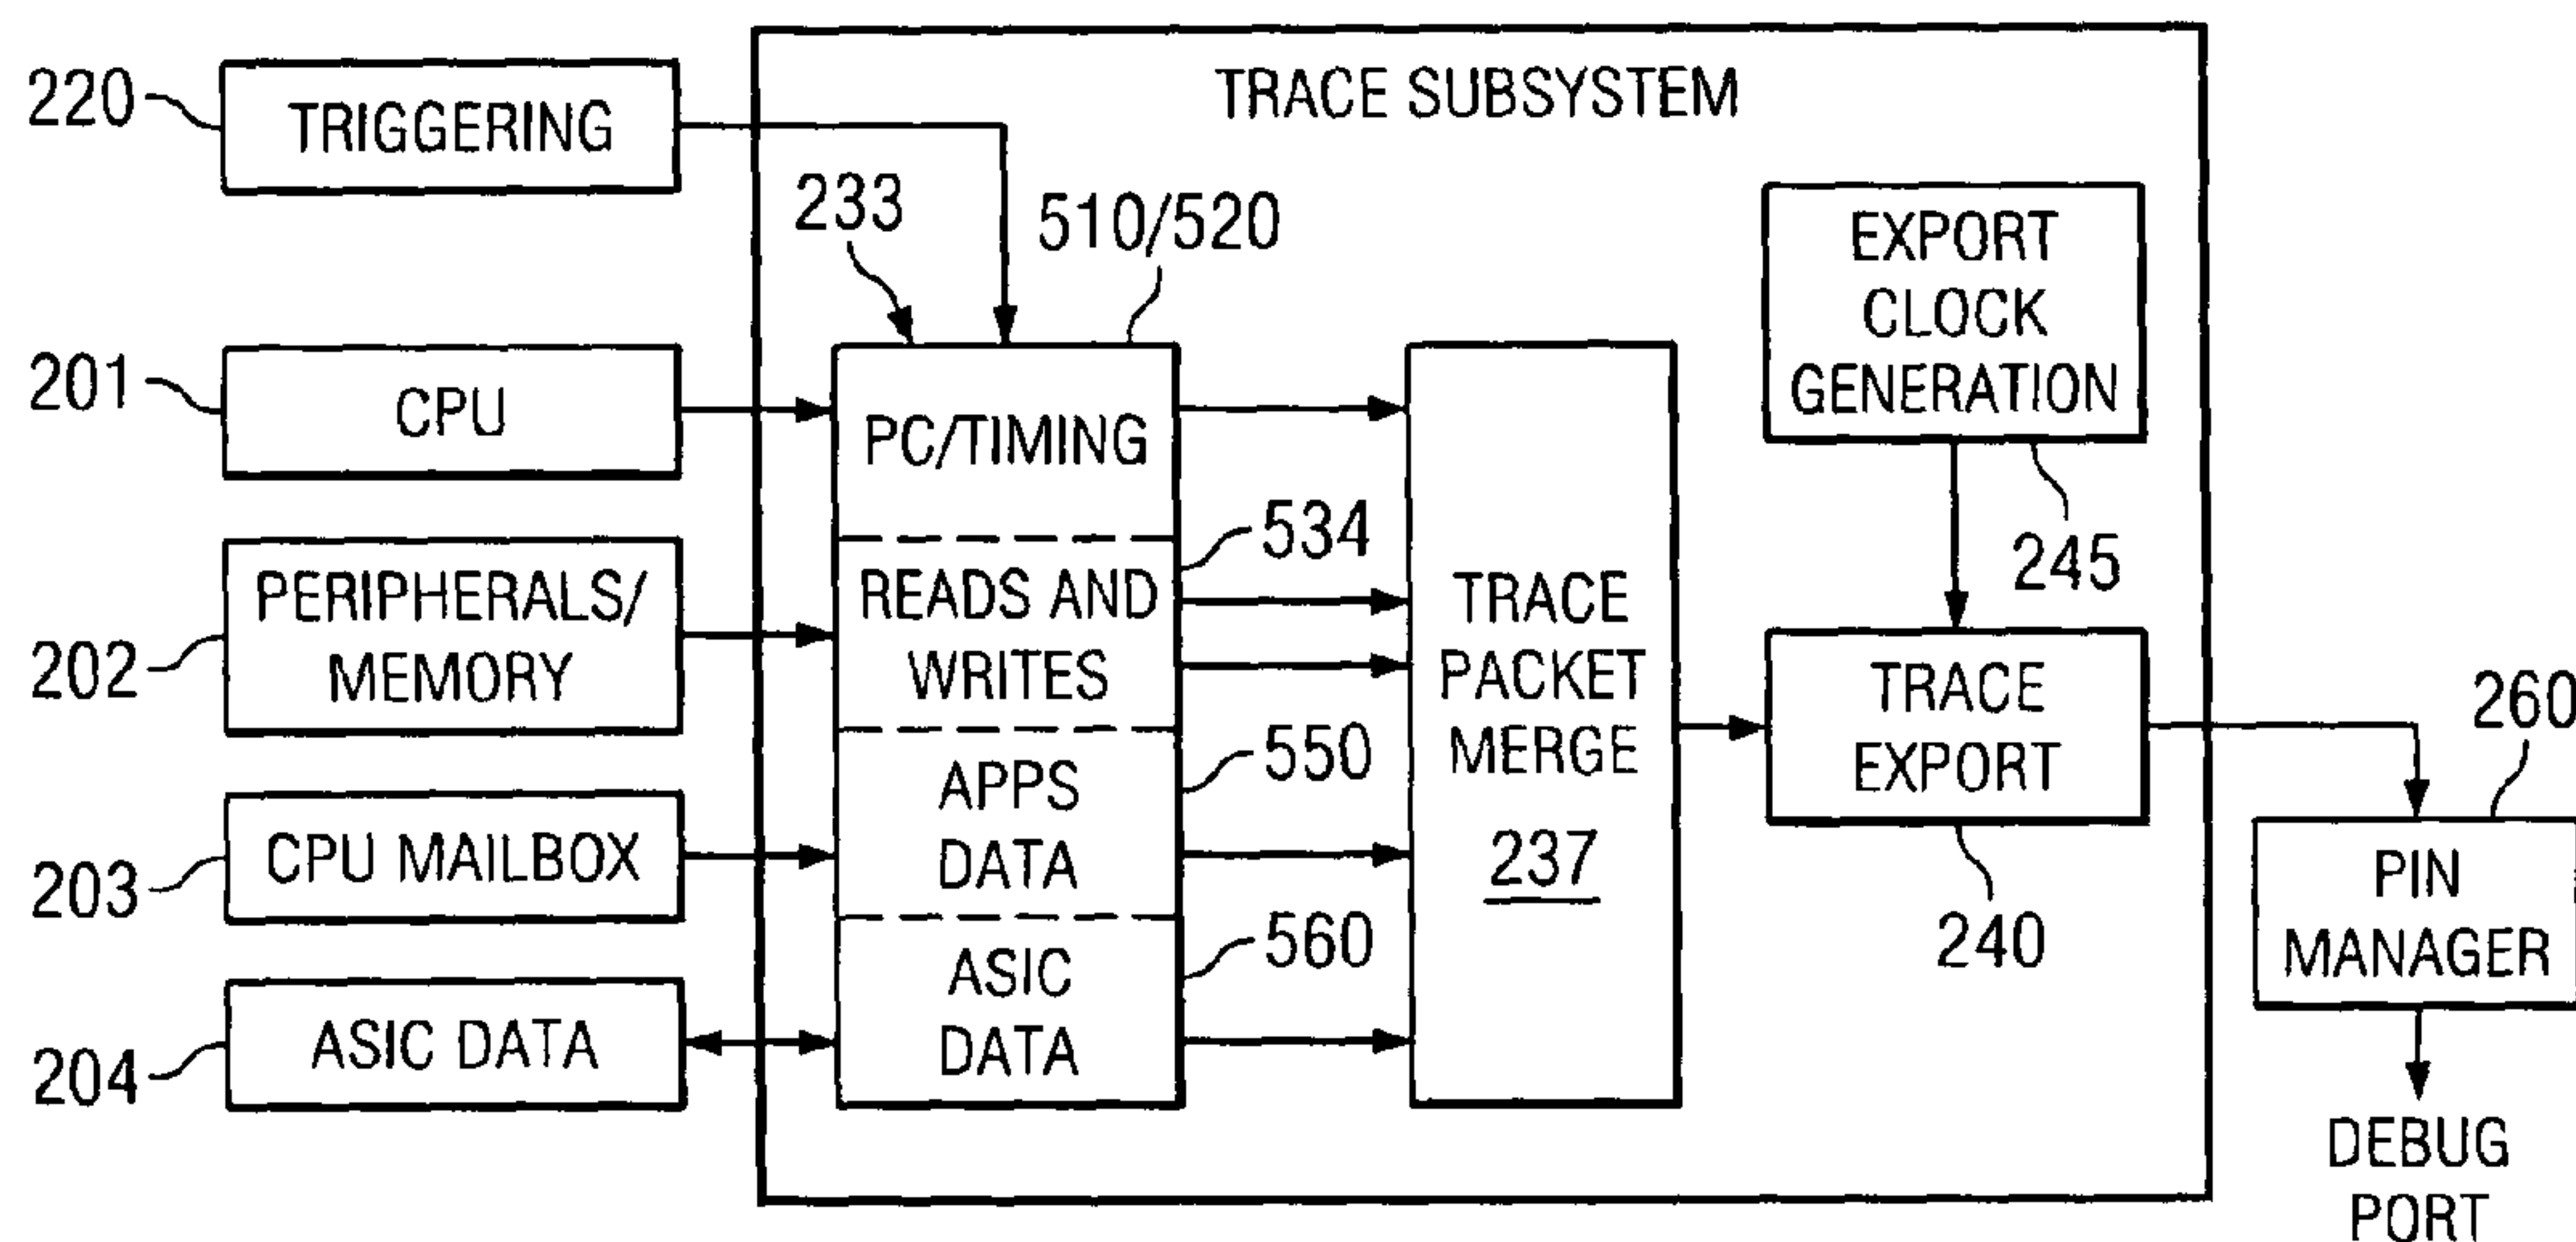 TRACE SUBSYSTEM
220
TRIGGERING
233
510/520
201
CPU
202
PERIPHERALS/
MEMORY
203
CPU MAILBOX
204
ASIC DATA
PC/TIMING
534
READS AND
WRITES
550
APPS
DATA
560
ASIC
DATA
TRACE
PACKET
MERGE
237
EXPORT
CLOCK
GENERATION
245
TRACE
EXPORT
240
260
PIN
MANAGER
DEBUG
PORT